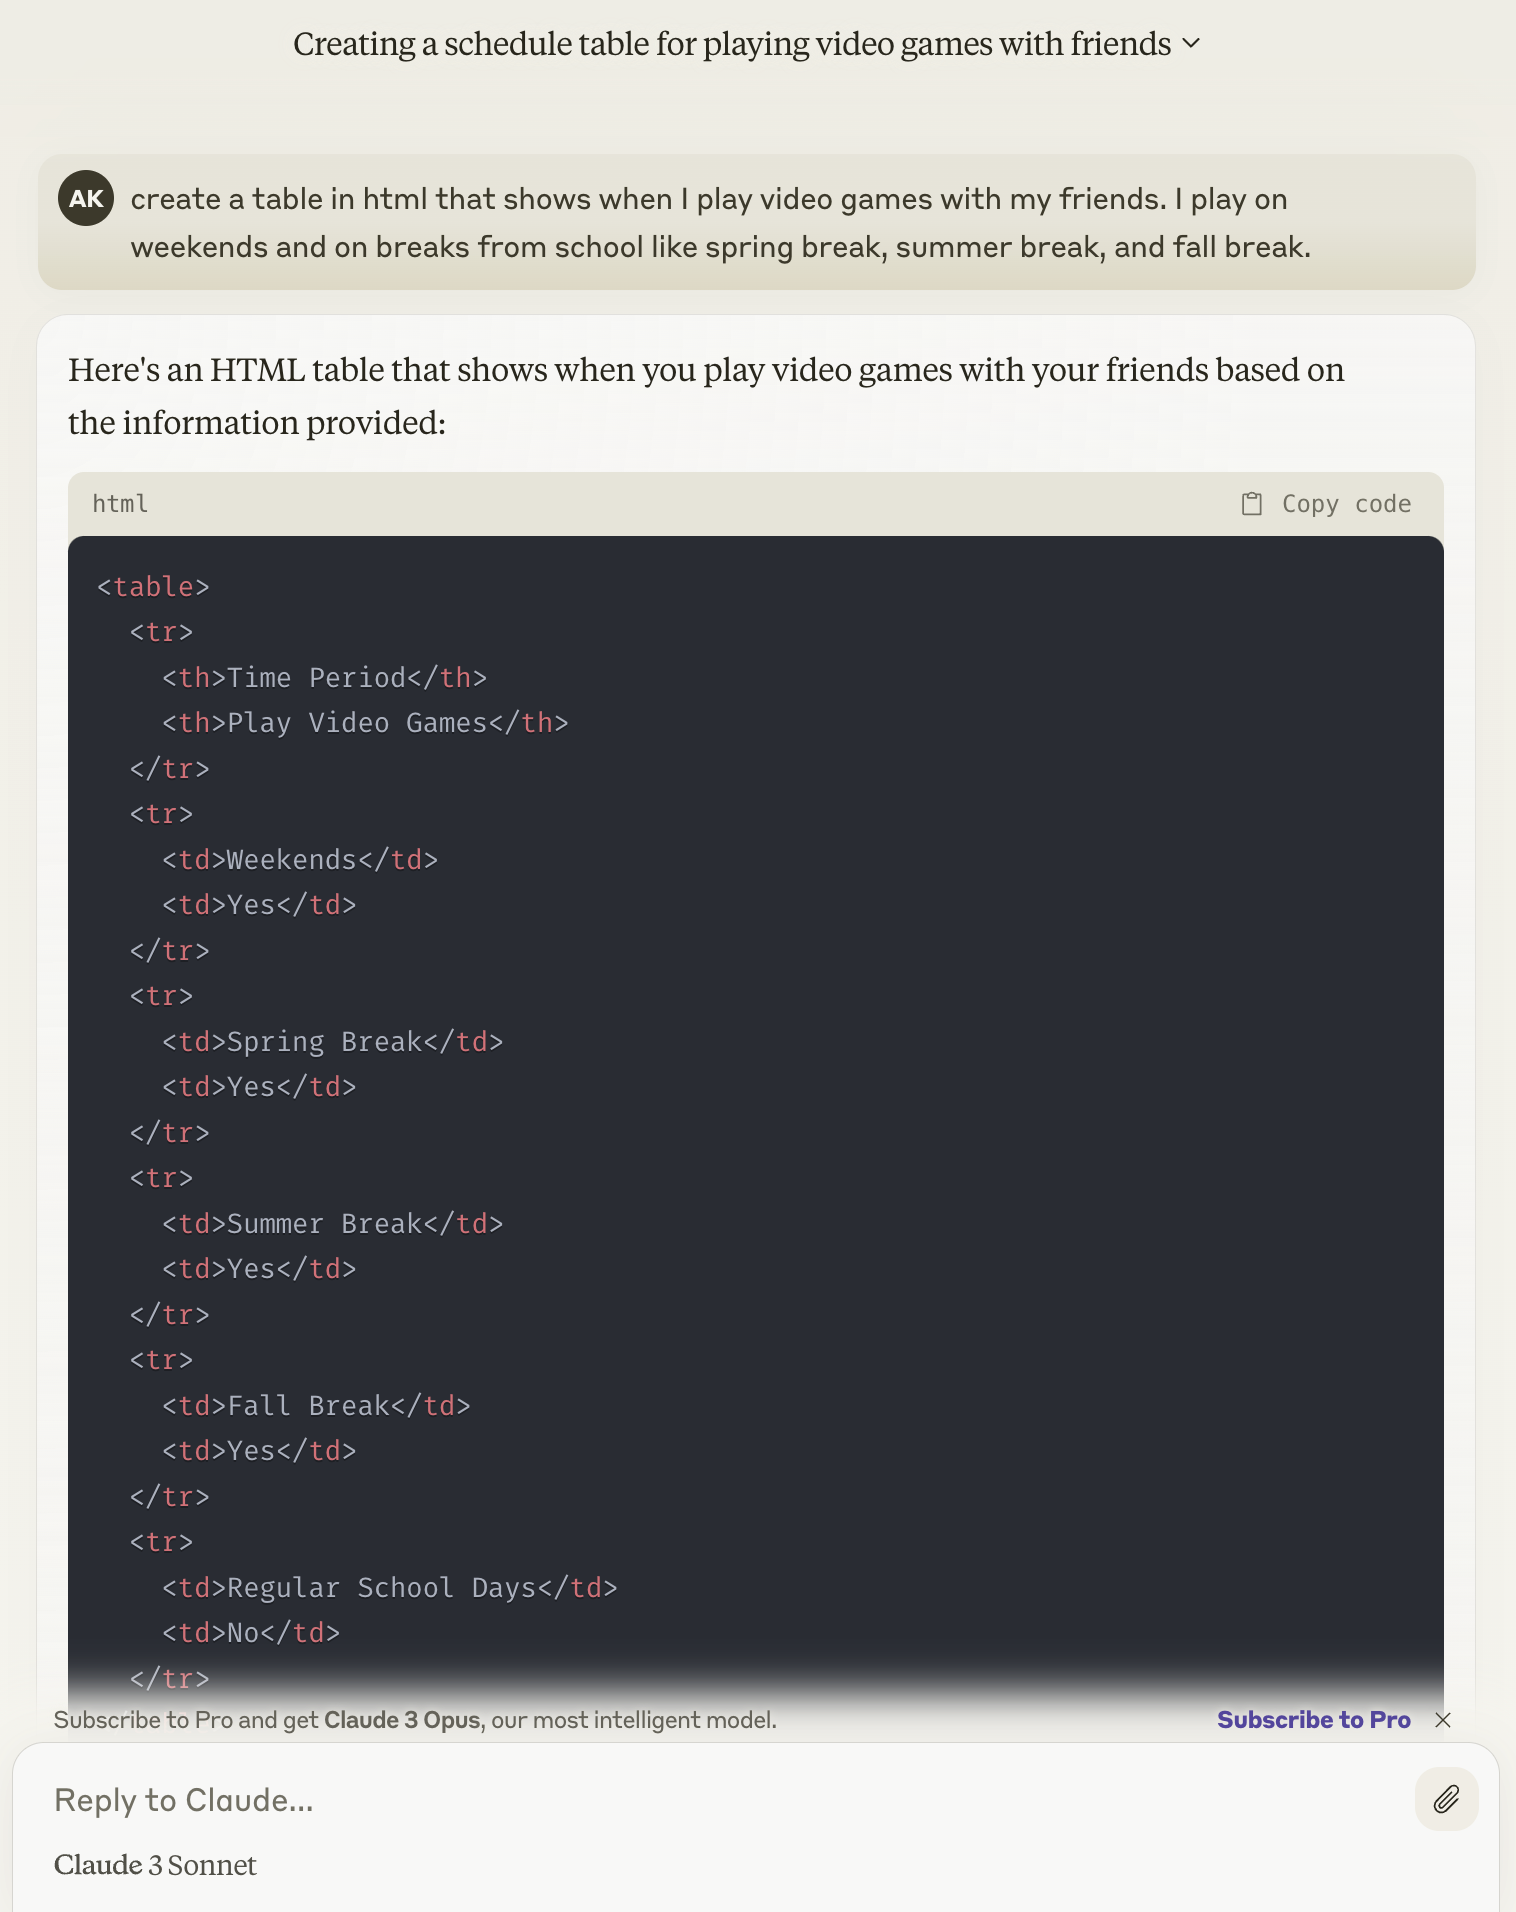 Creating a schedule table for playing video games with friends
AK
create a table in html that shows when I play video games with my friends. I play on
weekends and on breaks from school like spring break, summer break, and fall break.
Here's an HTML table that shows when you play video games with your friends based on
the information provided:
html
Copy code
<table>
  <tr>
    <th>Time Period</th>
    <th>Play Video Games</th>
  </tr>
  <tr>
    <td>Weekends</td>
    <td>Yes</td>
  </tr>
  <tr>
    <td>Spring Break</td>
    <td>Yes</td>
  </tr>
  <tr>
    <td>Summer Break</td>
    <td>Yes</td>
  </tr>
  <tr>
    <td>Fall Break</td>
    <td>Yes</td>
  </tr>
  <tr>
    <td>Regular School Days</td>
    <td>No</td>
  </tr>
Subscribe to Pro and get Claude 3 Opus, our most intelligent model.
Subscribe to Pro
Reply to Claude...
Claude 3 Sonnet